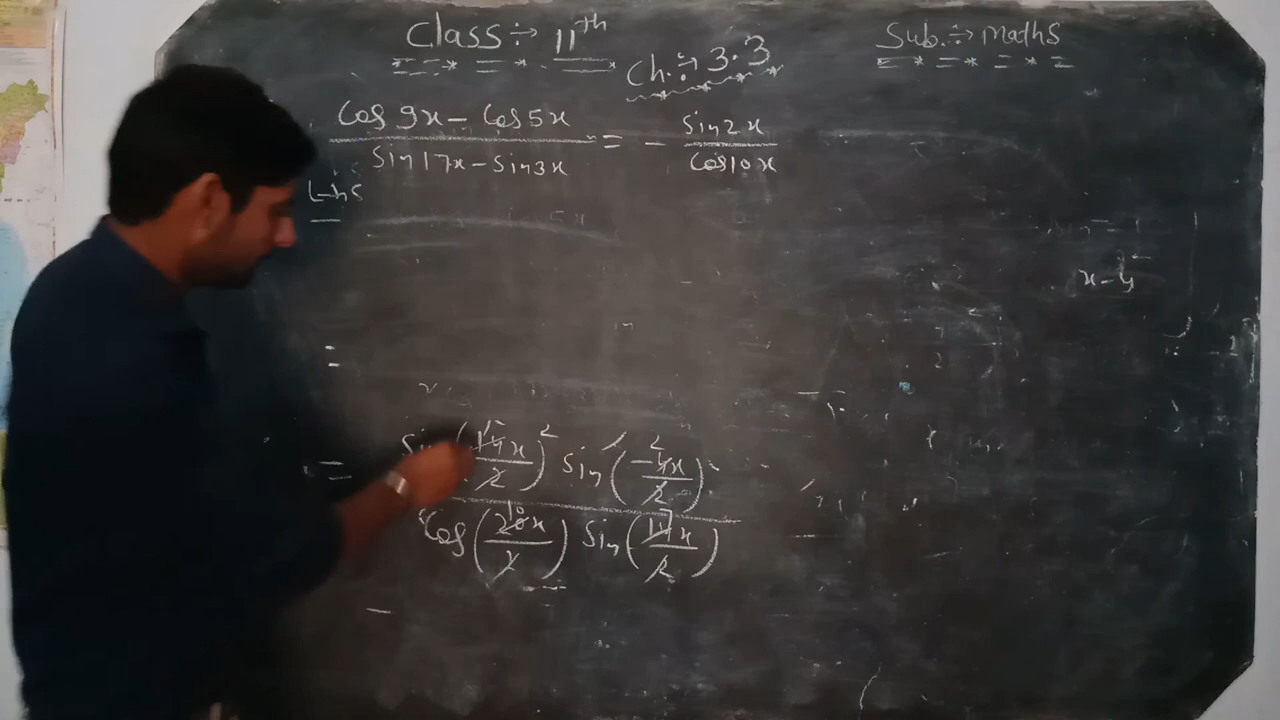 Class÷ 11th
Sub.÷ Maths
Ch.÷ 3.3
Cos 9x - Cos 5x / Sin 17x - Sin 3x = - Sin 2x / Cos 10x
L-h s
x-y
=
= Sin (14x/2) Sin (-4x/2)
Cos (20x/2) Sin (14x/2)